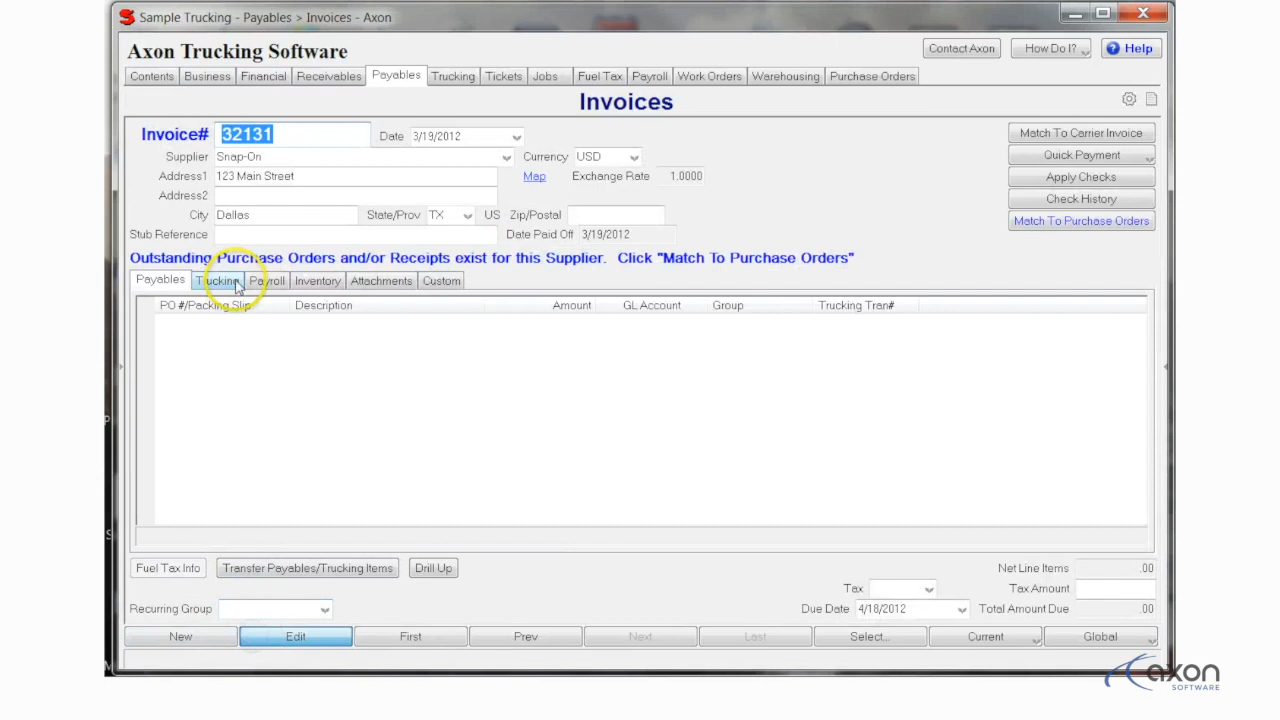 Sample Trucking - Payables > Invoices - Axon
Axon Trucking Software
Contact Axon
How Do I?
Help
Contents
Business
Financial
Receivables
Payables
Trucking
Tickets
Jobs
Fuel Tax
Payroll
Work Orders
Warehousing
Purchase Orders
Invoices
Invoice# 32131 Date 3/19/2012
Match To Carrier Invoice
Supplier Snap-On Currency USD
Quick Payment
Address1 123 Main Street Map Exchange Rate 1.0000
Apply Checks
Address2
Check History
City Dallas State/Prov TX US Zip/Postal
Match To Purchase Orders
Stub Reference Date Paid Off 3/19/2012
Outstanding Purchase Orders and/or Receipts exist for this Supplier. Click "Match To Purchase Orders"
Payables
Trucking
Payroll
Inventory
Attachments
Custom
PO #/Packing Slip Description Amount GL Account Group Trucking Tran#
Fuel Tax Info
Transfer Payables/Trucking Items
Drill Up
Net Line Items .00
Tax Tax Amount
Recurring Group Due Date 4/18/2012 Total Amount Due .00
New
Edit
First
Prev
Next
Last
Select...
Current
Global
axon
SOFTWARE